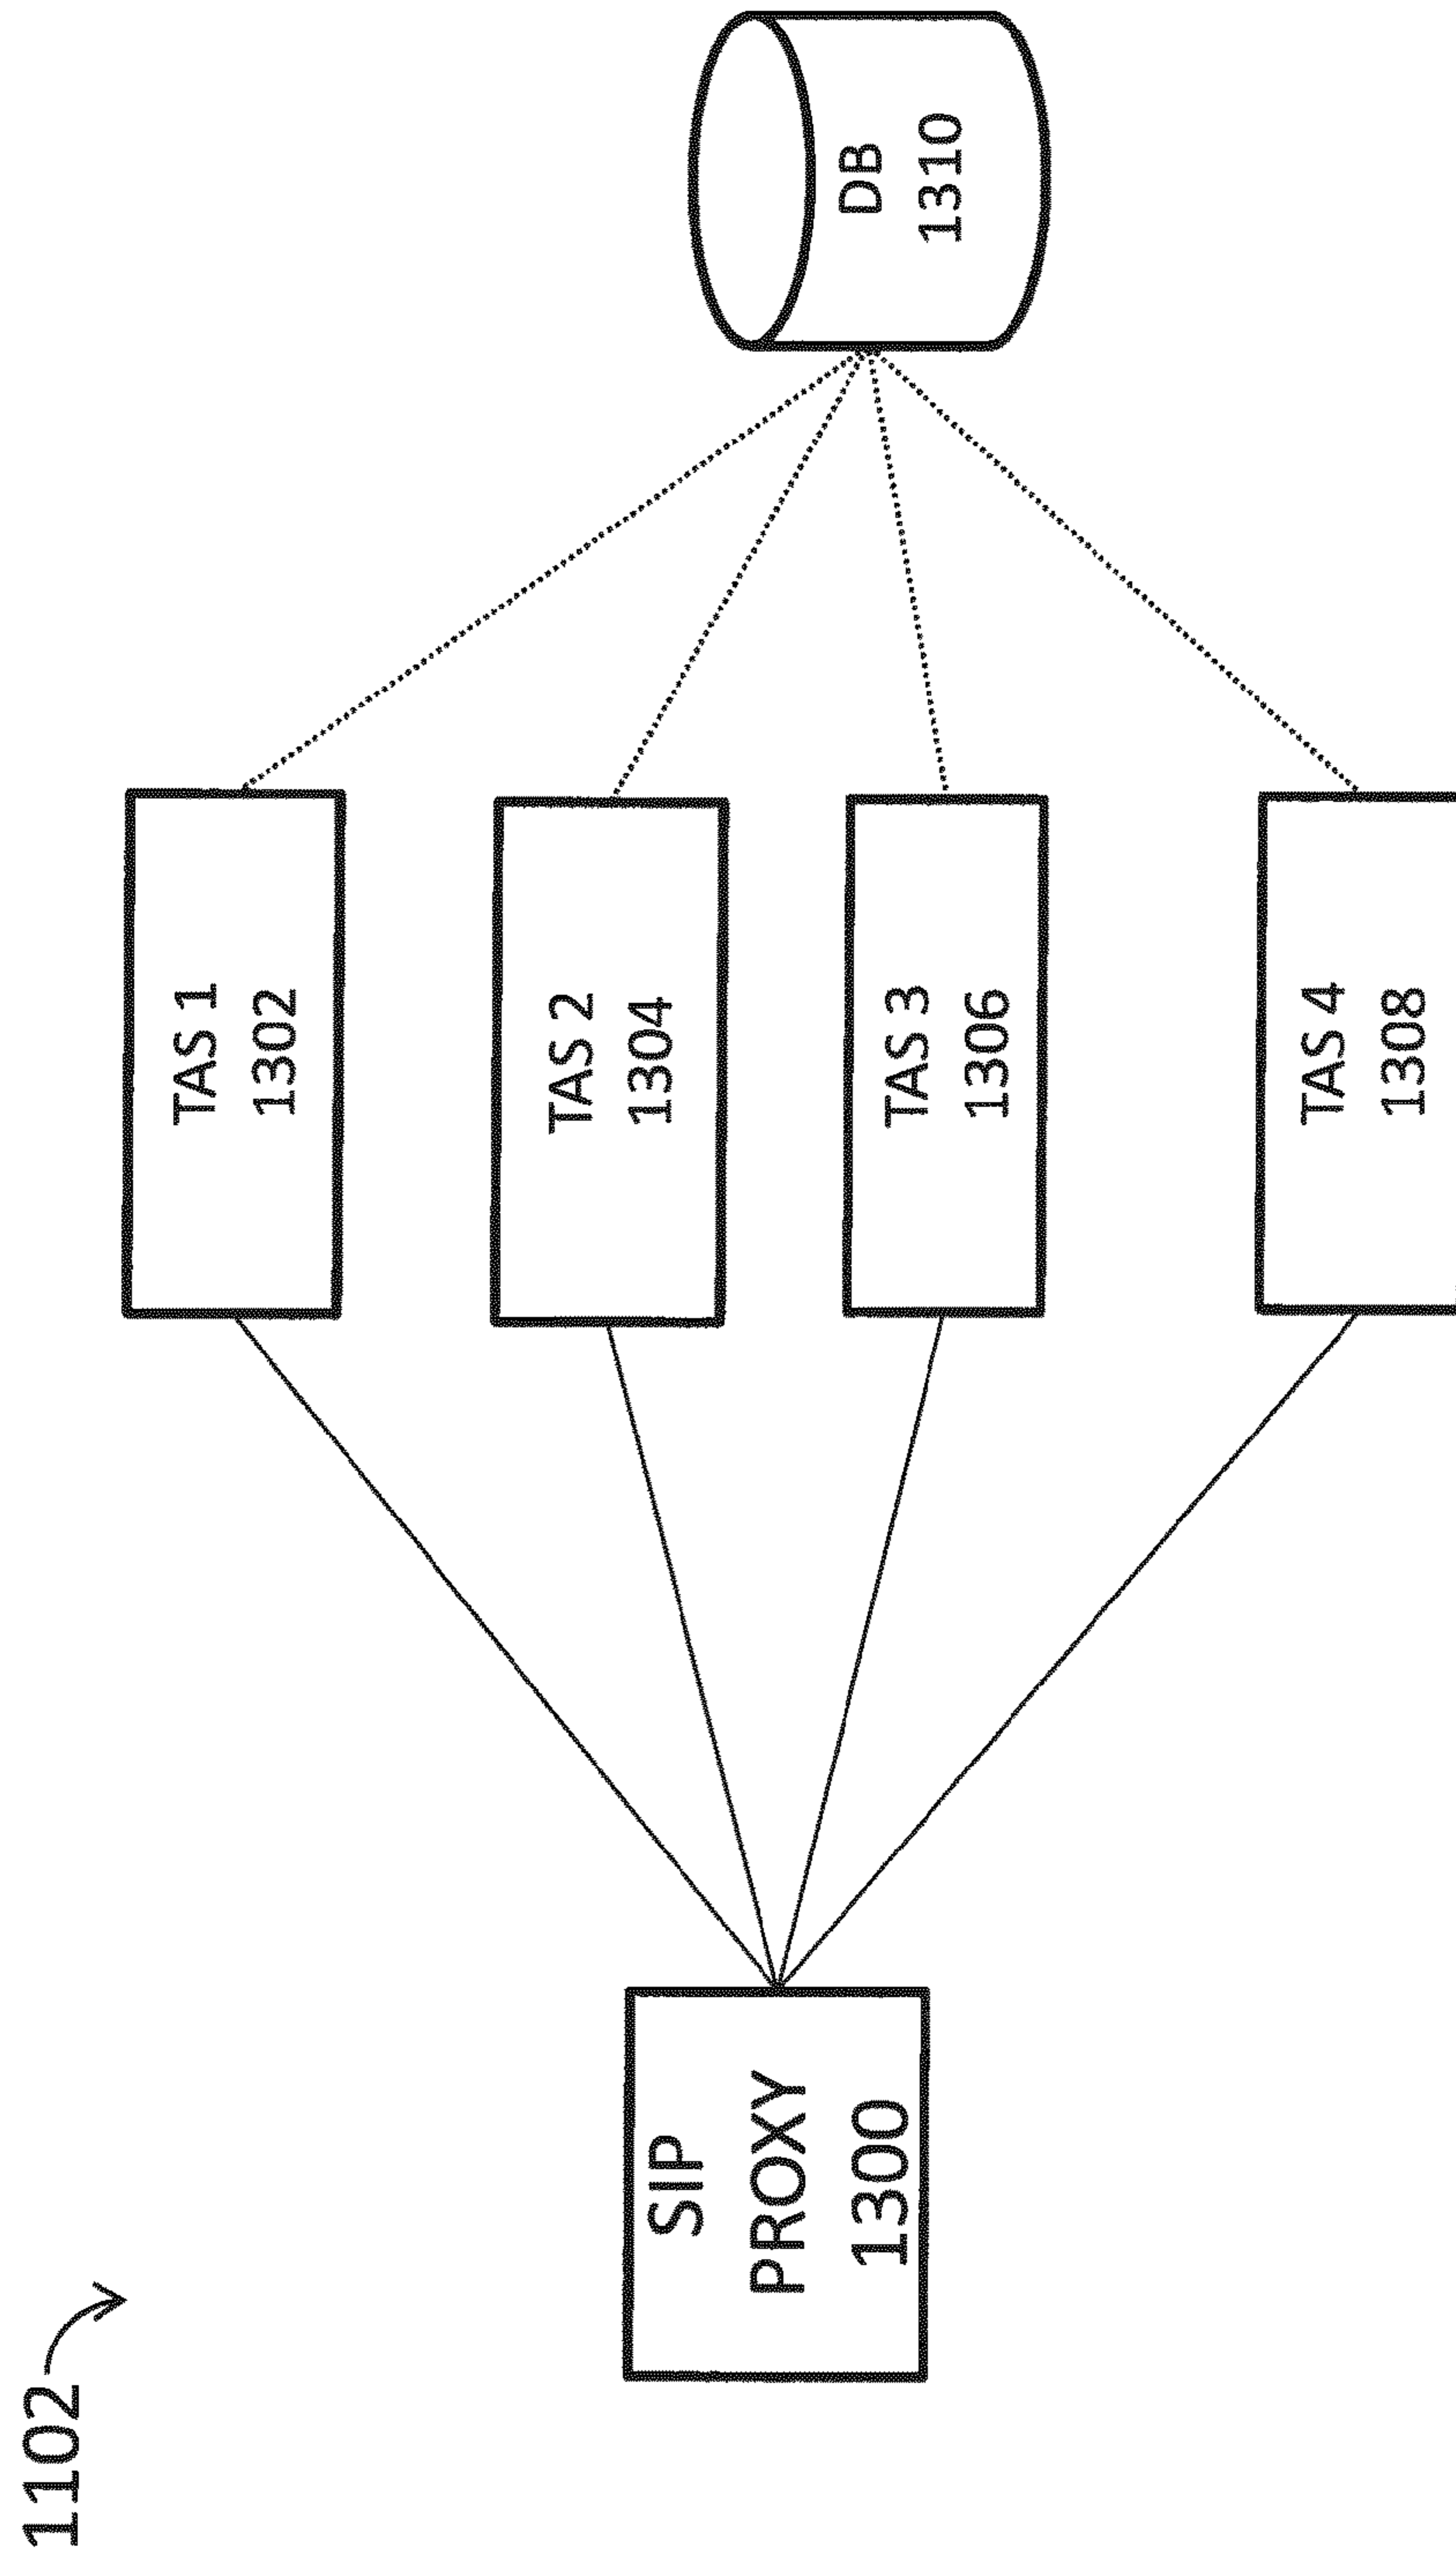 1102
SIP
PROXY
1300
TAS 1
1302
TAS 2
1304
TAS 3
1306
TAS 4
1308
DB
1310